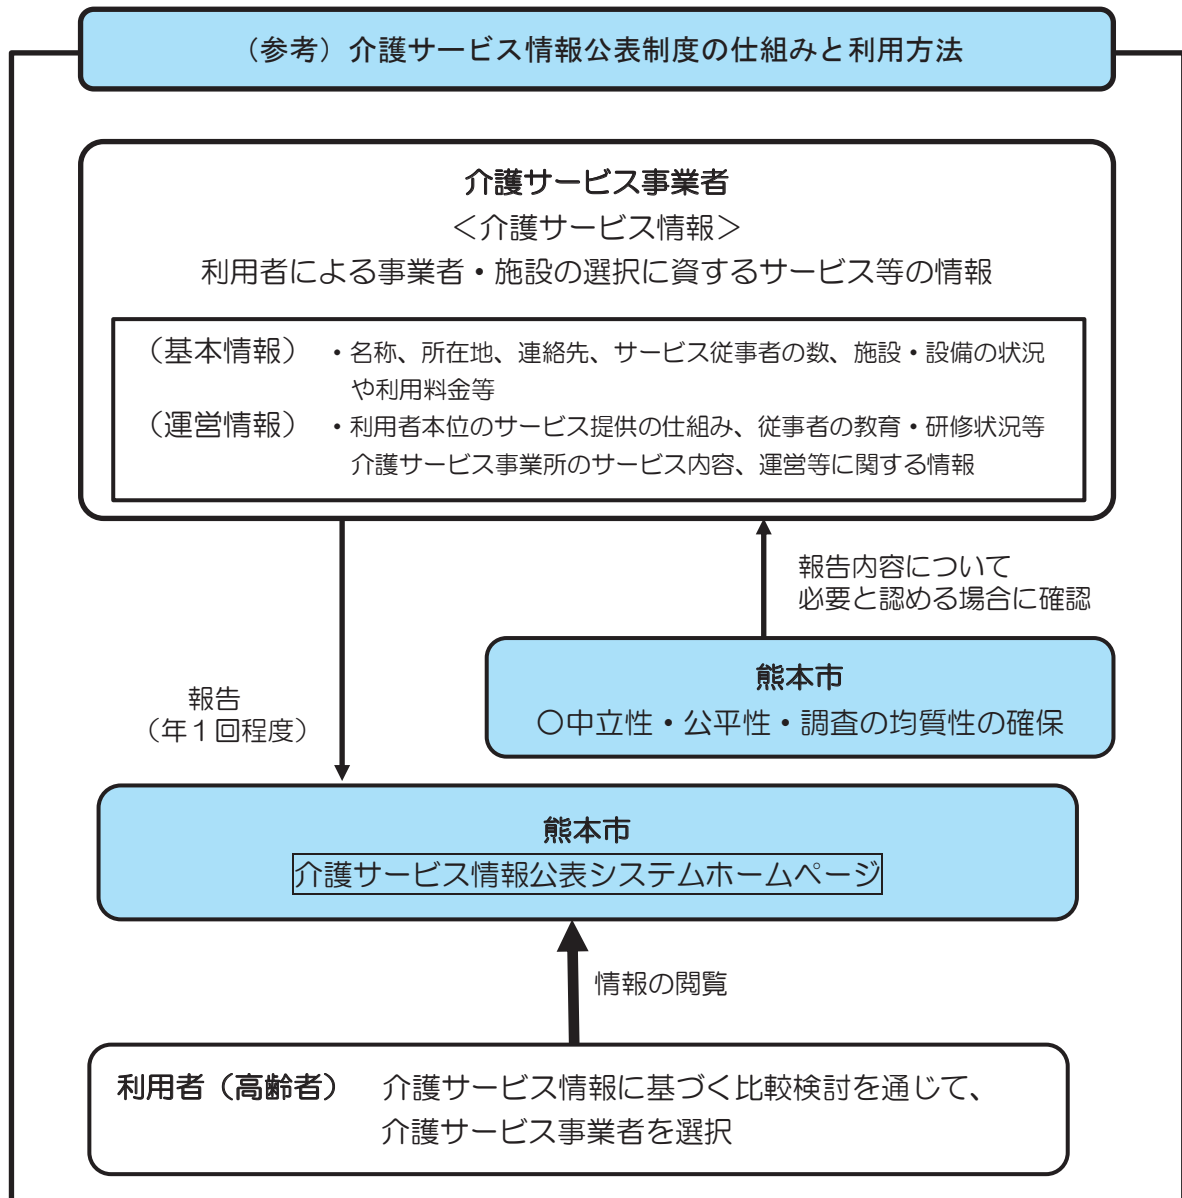 （参考）介護サービス情報公表制度の仕組みと利用方法
介護サービス事業者
＜介護サービス情報＞
利用者による事業者・施設の選択に資するサービス等の情報
（基本情報）　・名称、所在地、連絡先、サービス従事者の数、施設・設備の状況
や利用料金等
（運営情報）　・利用者本位のサービス提供の仕組み、従事者の教育・研修状況等
介護サービス事業所のサービス内容、運営等に関する情報
報告内容について
必要と認める場合に確認
熊本市
〇中立性・公平性・調査の均質性の確保
報告
（年１回程度）
熊本市
介護サービス情報公表システムホームページ
情報の閲覧
利用者（高齢者）　介護サービス情報に基づく比較検討を通じて、
介護サービス事業者を選択